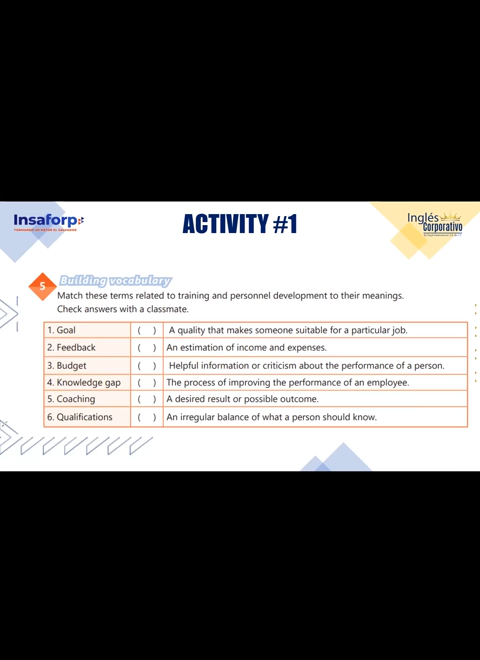 Insaforp
ACTIVITY #1
Inglés
Corporativo
5
Building vocabulary
Match these terms related to training and personnel development to their meanings.
Check answers with a classmate.
1. Goal ( ) A quality that makes someone suitable for a particular job.
2. Feedback ( ) An estimation of income and expenses.
3. Budget ( ) Helpful information or criticism about the performance of a person.
4. Knowledge gap ( ) The process of improving the performance of an employee.
5. Coaching ( ) A desired result or possible outcome.
6. Qualifications ( ) An irregular balance of what a person should know.